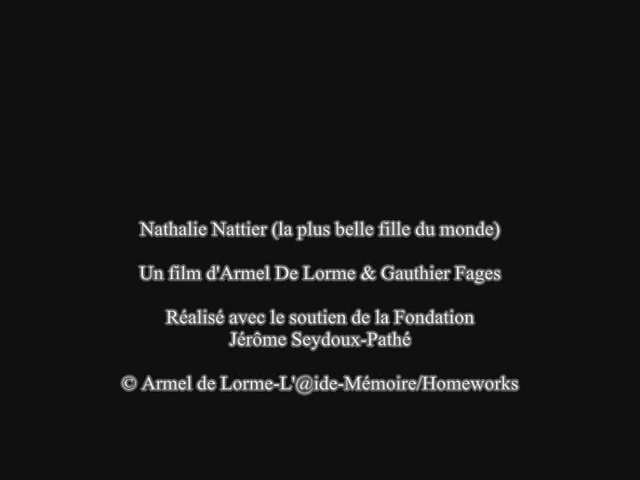 Nathalie Nattier (la plus belle fille du monde)
Un film d'Armel De Lorme & Gauthier Fages
Réalisé avec le soutien de la Fondation
Jérôme Seydoux-Pathé
© Armel de Lorme-L'@ide-Mémoire/Homeworks